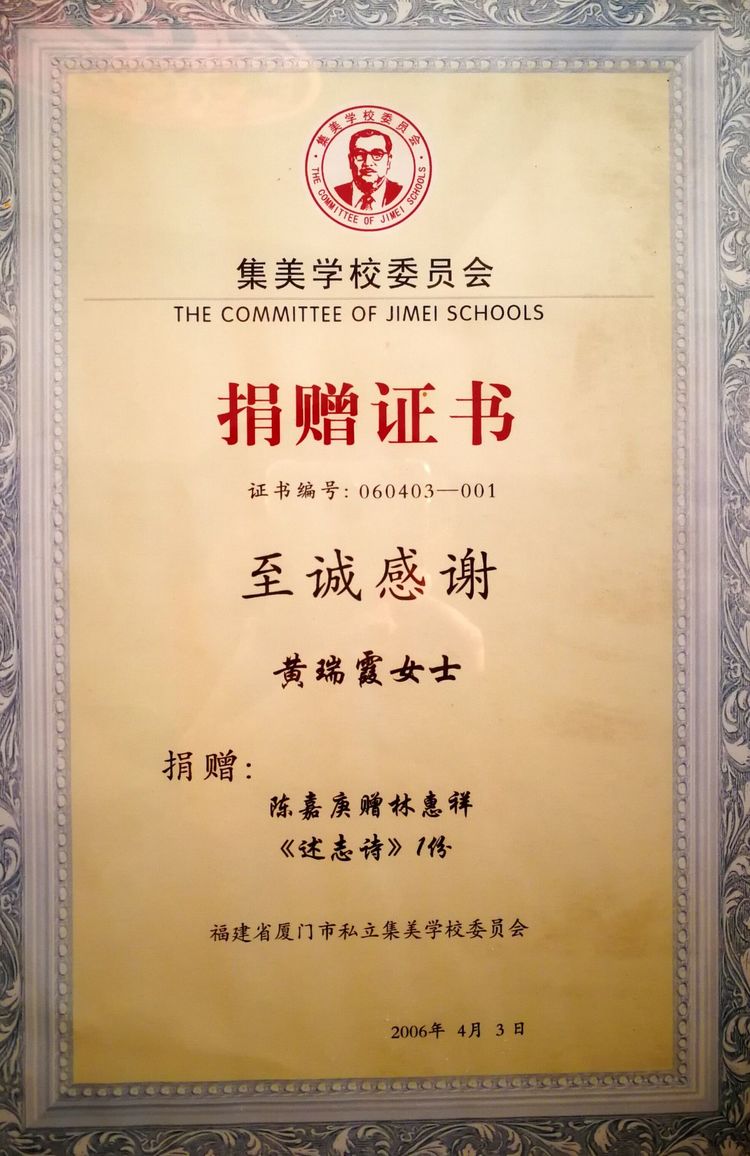 集美学校委员会
THE COMMITTEE OF JIMEI SCHOOLS
集美学校委员会
THE COMMITTEE OF JIMEI SCHOOLS
捐赠证书
证书编号：060403—001
至诚感谢
黄瑞霞女士
捐赠：
陈嘉庚赠林惠祥
《述志诗》1份
福建省厦门市私立集美学校委员会
2006年 4月 3日